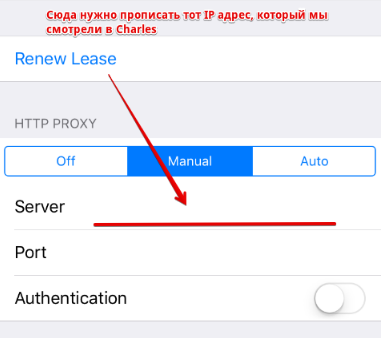 Сюда нужно прописать тот IP адрес, который мы
смотрели в Charles
Renew Lease
HTTP PROXY
Off Manual Auto
Server
Port
Authentication